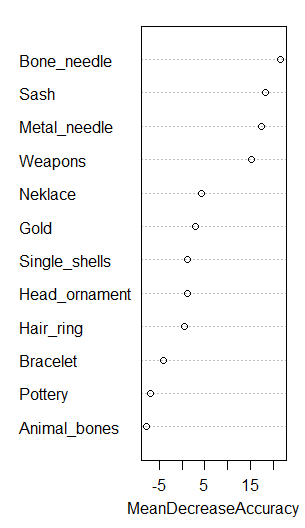 Bone_needle
Sash
Metal_needle
Weapons
Neklace
Gold
Single_shells
Head_ornament
Hair_ring
Bracelet
Pottery
Animal_bones
-5 5 15
MeanDecreaseAccuracy